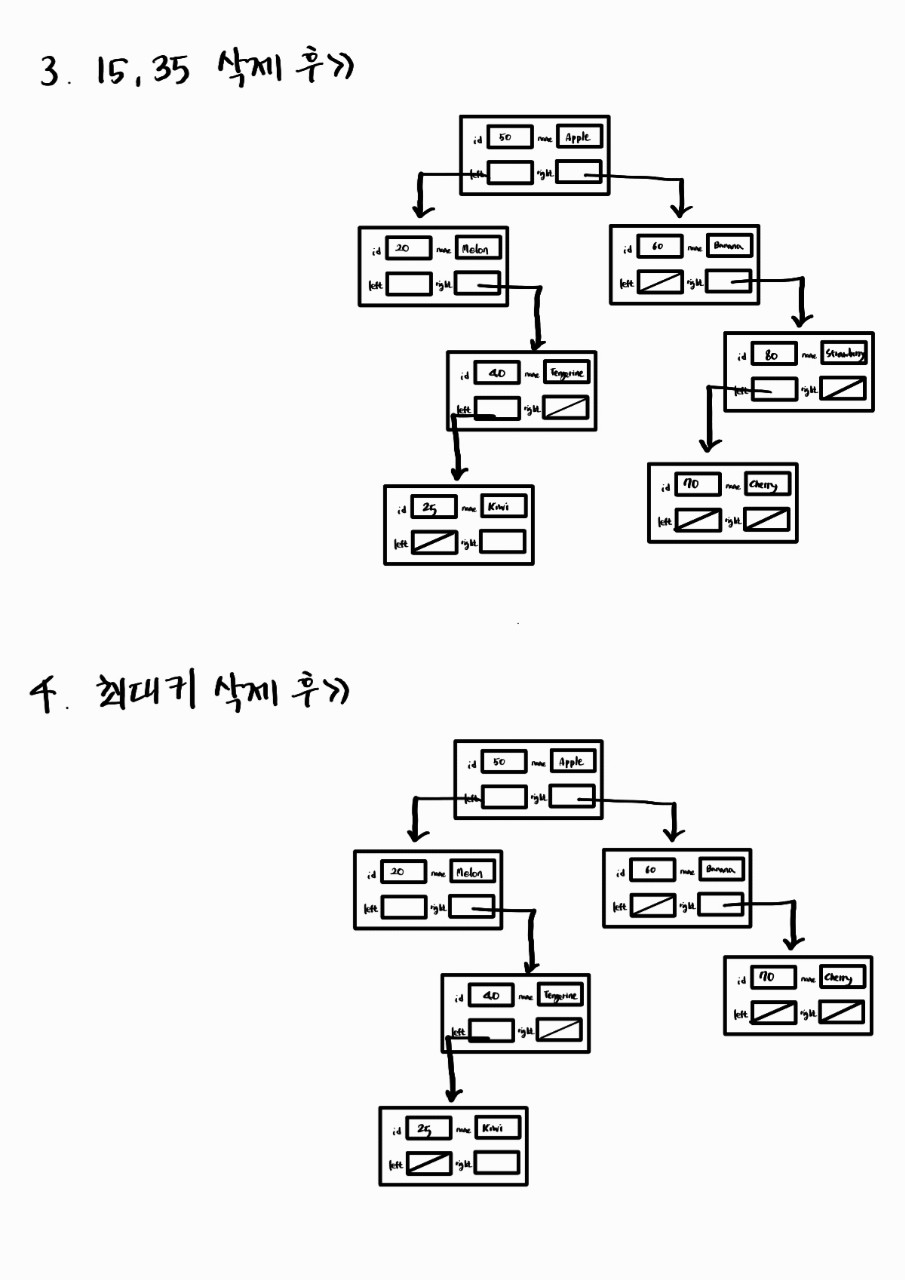 3. 15, 35 삭제 후>>
id 50 name Apple
left right
id 20 name Melon
id 60 name Banana
left right
left right
id 40 name Tangerine
id 80 name Strawberry
left right
left right
id 25 name Kiwi
id 70 name Cherry
left right
left right
4. 최대키 삭제 후>>
id 50 name Apple
left right
id 20 name Melon
id 60 name Banana
left right
left right
id 40 name Tangerine
id 70 name Cherry
left right
left right
id 25 name Kiwi
left right